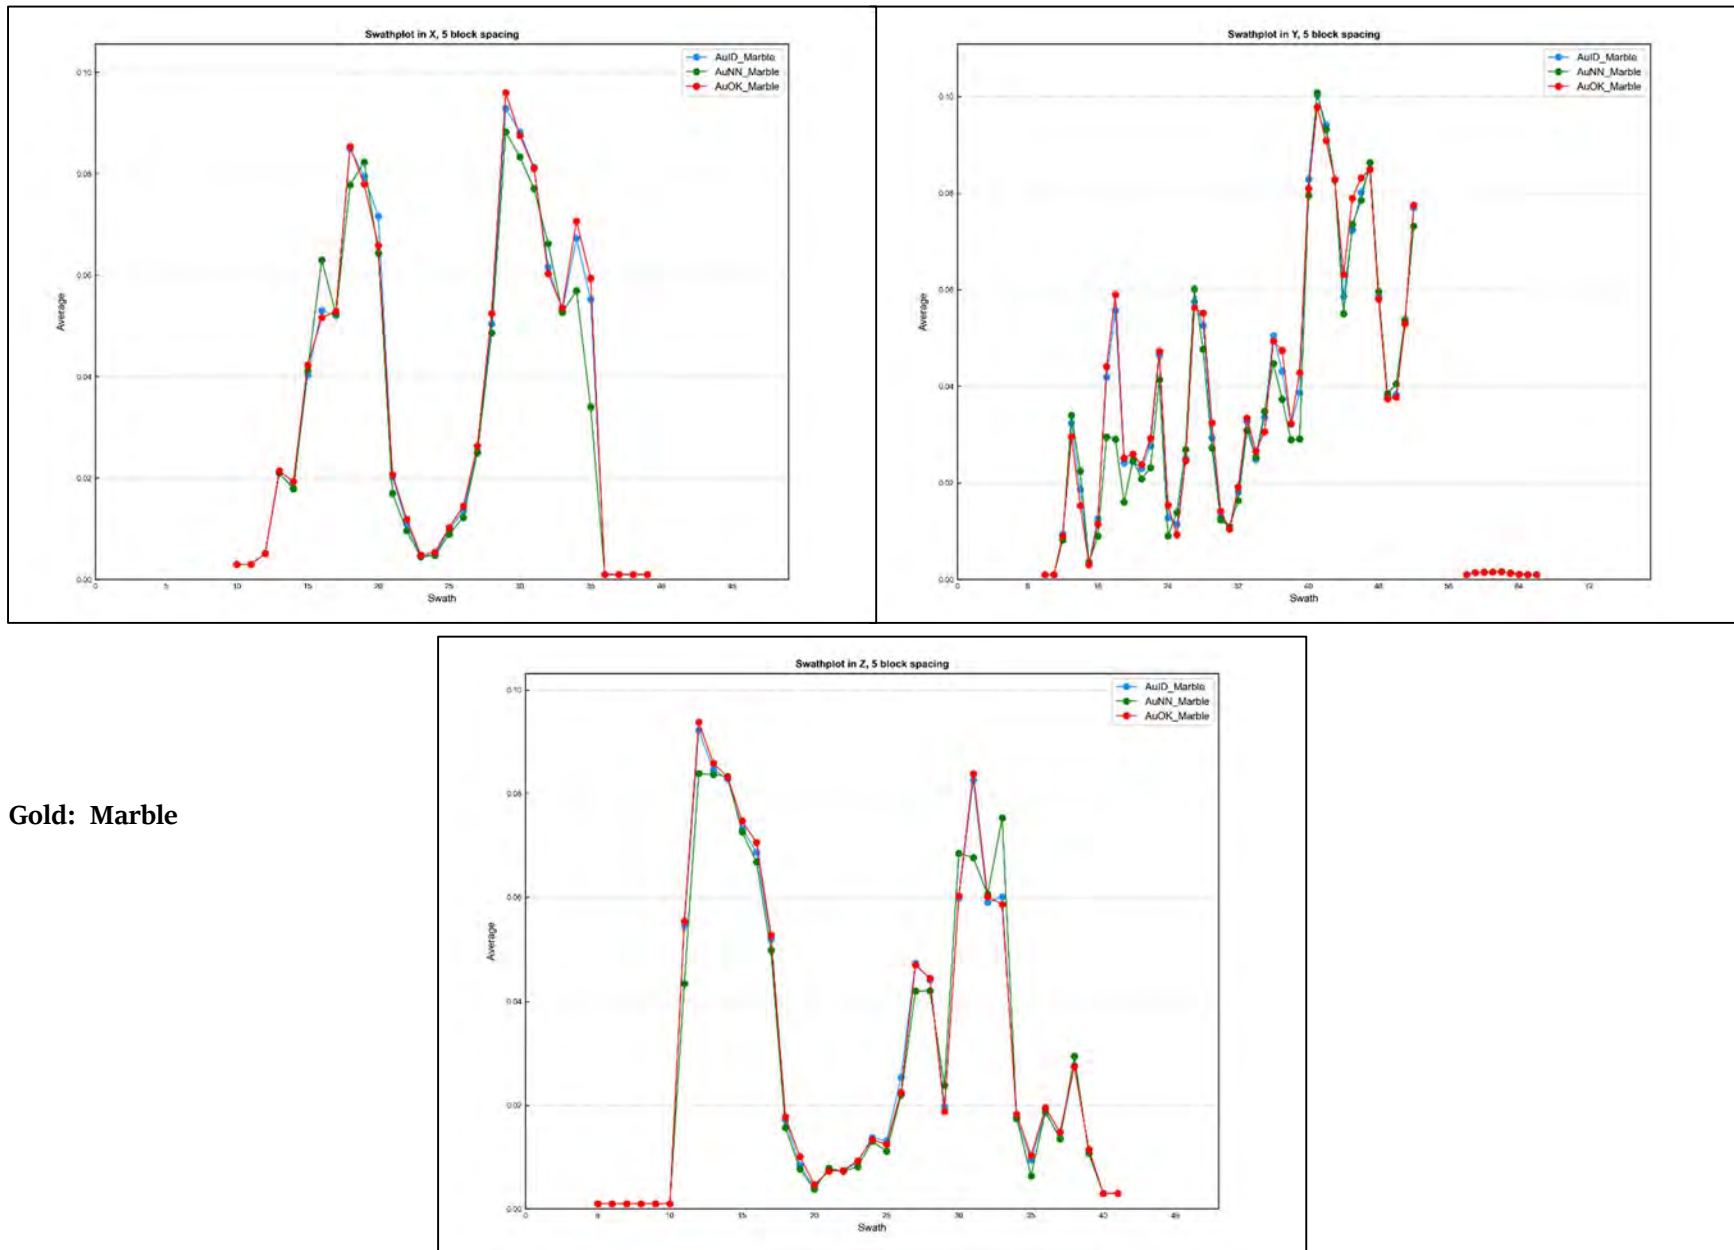 Swathplot in X, 5 block spacing
AuID_Marble
AuNN_Marble
AuOK_Marble
0.10
0.08
0.06
0.04
0.02
0.00
Average
0 5 10 15 20 25 30 35 40 45
Swath
Swathplot in Y, 5 block spacing
AuID_Marble
AuNN_Marble
AuOK_Marble
0.10
0.08
0.06
0.04
0.02
0.00
Average
0 8 16 24 32 40 48 56 64 72
Swath
Swathplot in Z, 5 block spacing
AuID_Marble
AuNN_Marble
AuOK_Marble
0.10
0.08
0.06
0.04
0.02
0.00
Average
0 5 10 15 20 25 30 35 40 45
Swath
Gold: Marble